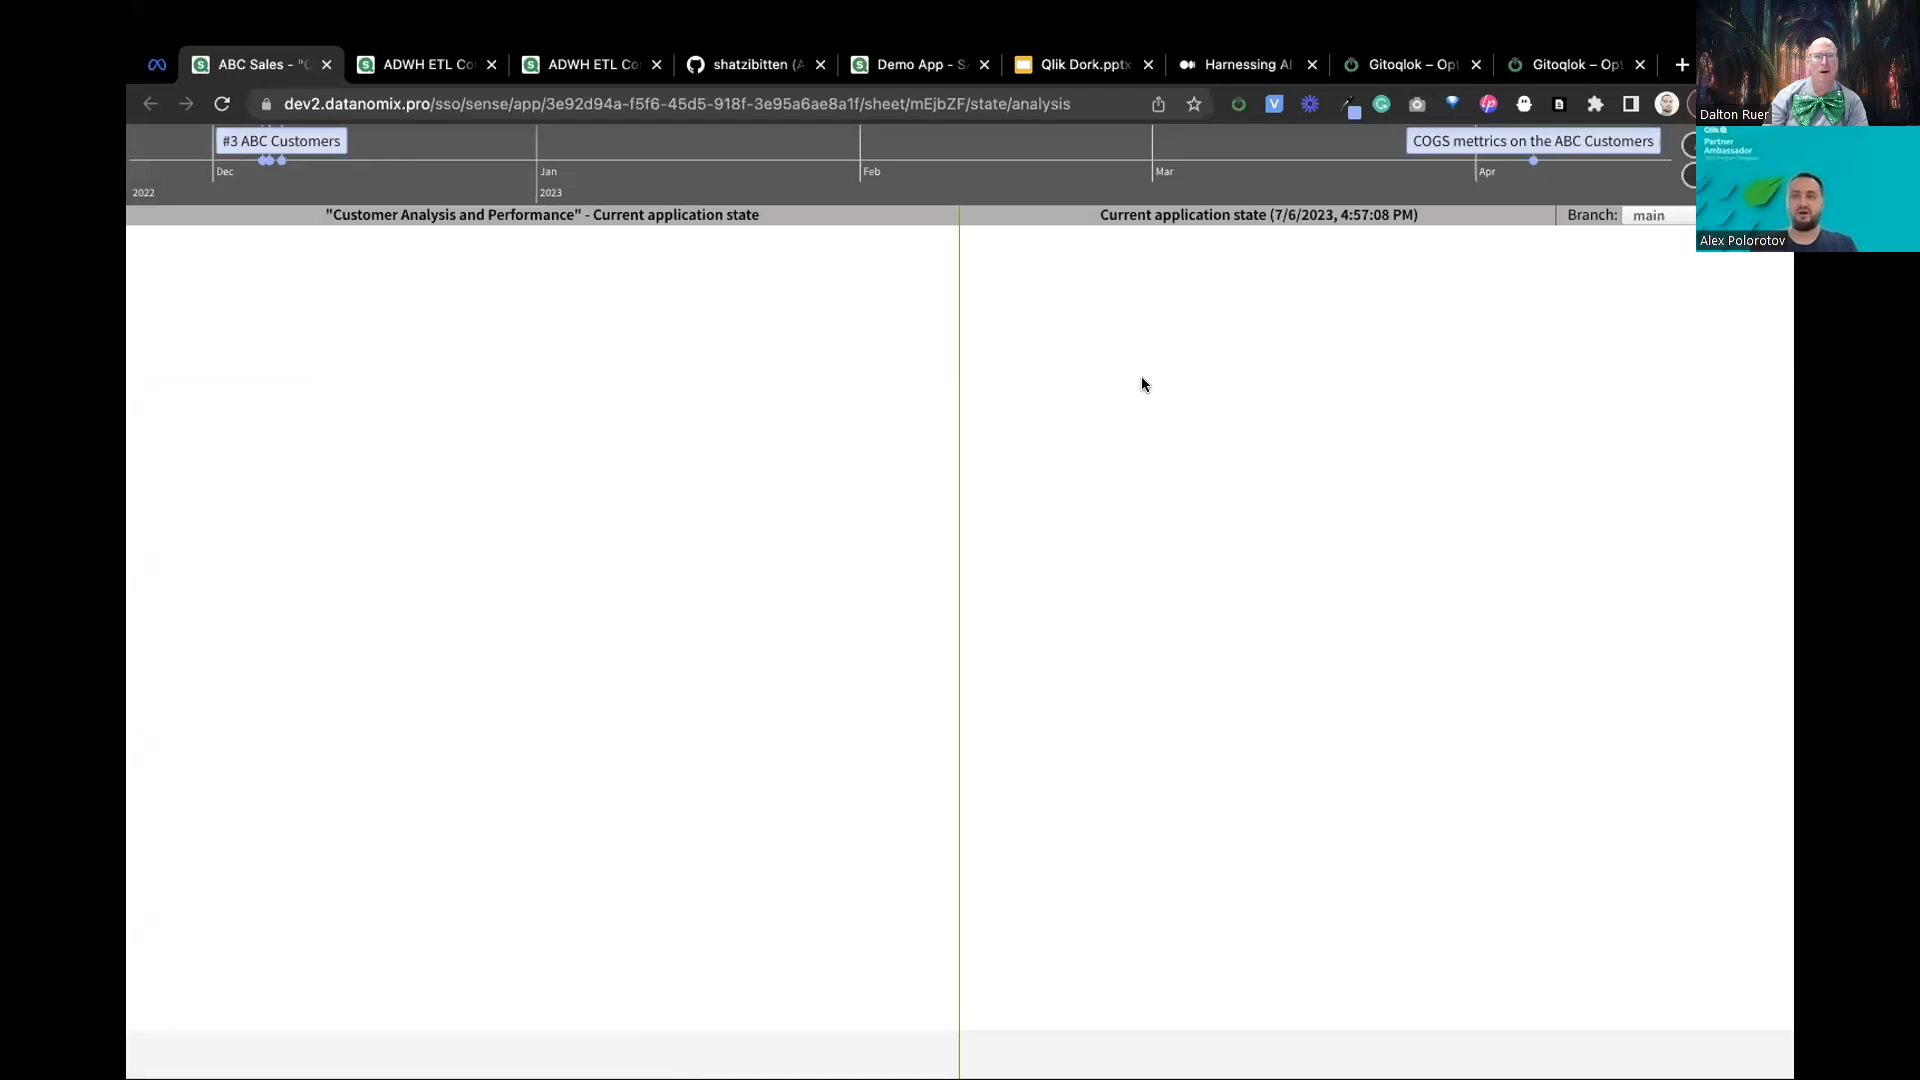 ABC Sales - "C
ADWH ETL Co
ADWH ETL Co
shatzibitten (A
Demo App - S
Qlik Dork.pptx
Harnessing AI
Gitoqlok – Opt
Gitoqlok – Opt
dev2.datanomix.pro/sso/sense/app/3e92d94a-f5f6-45d5-918f-3e95a6ae8a1f/sheet/mEjbZF/state/analysis
Dalton Ruer
Qlik
Partner
Ambassador
Alex Polorotov
#3 ABC Customers
COGS mettrics on the ABC Customers
Dec
Jan
Feb
Mar
Apr
2022
2023
"Customer Analysis and Performance" - Current application state
Current application state (7/6/2023, 4:57:08 PM)
Branch: main